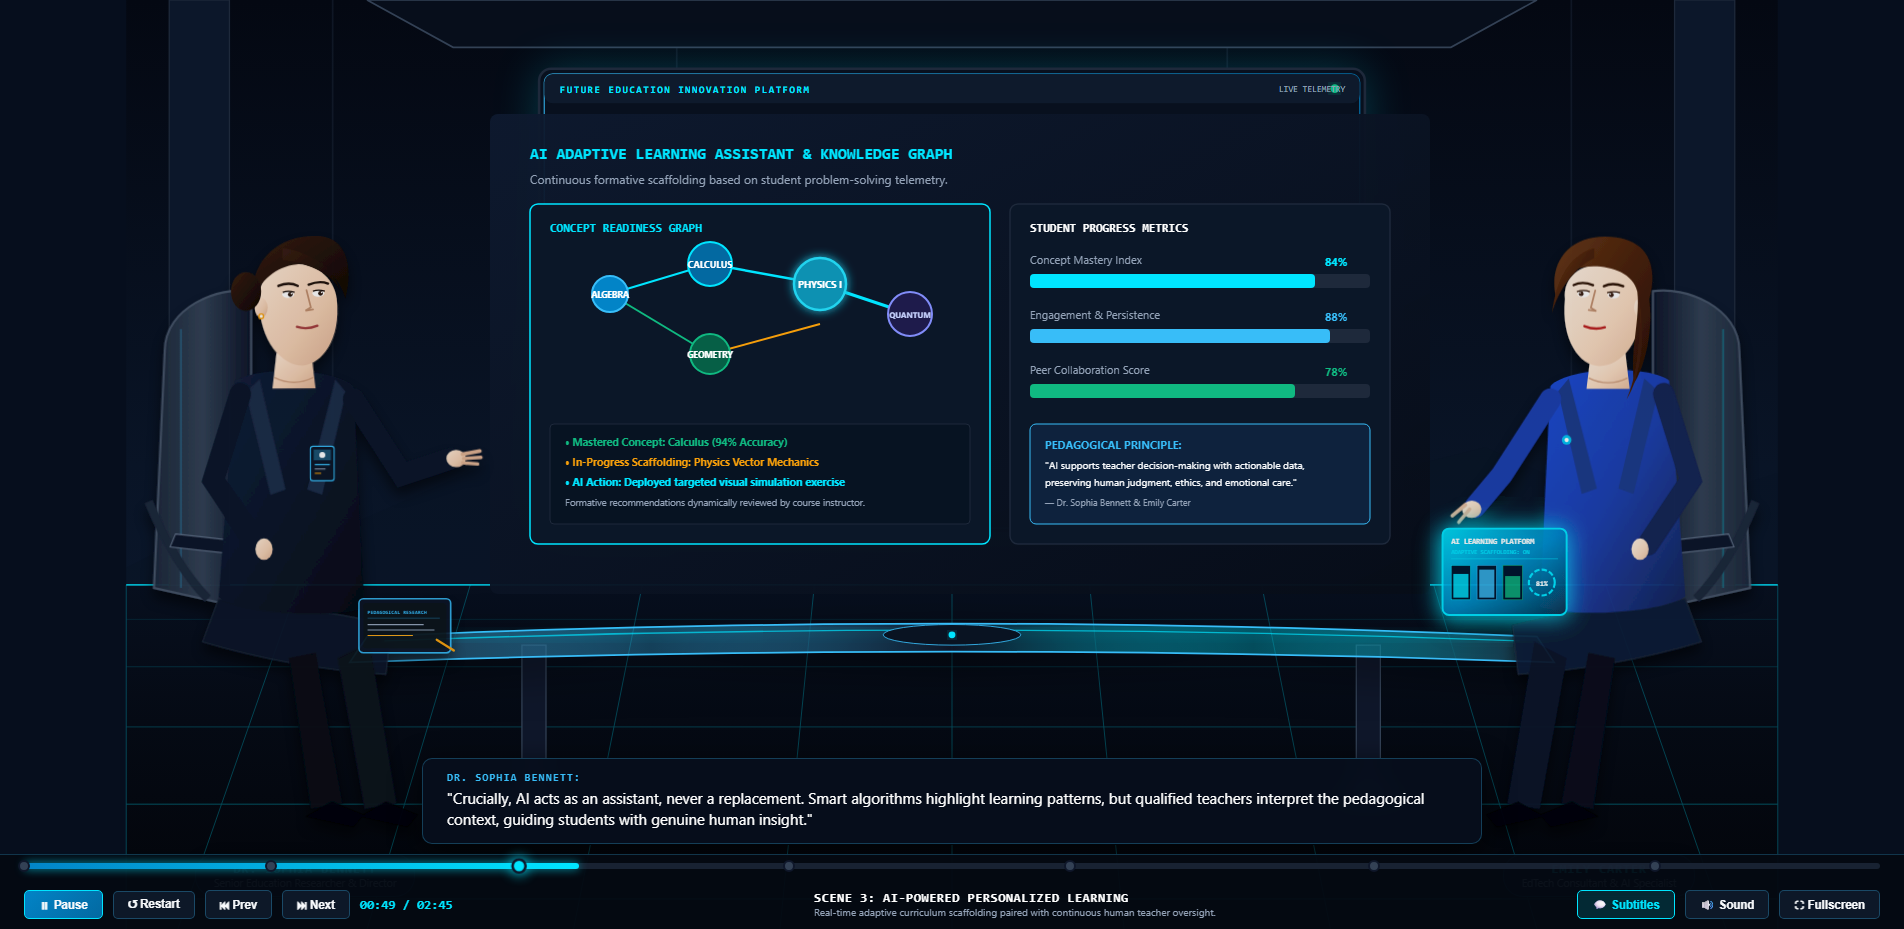 FUTURE EDUCATION INNOVATION PLATFORM
LIVE TELEMETRY
AI ADAPTIVE LEARNING ASSISTANT & KNOWLEDGE GRAPH
Continuous formative scaffolding based on student problem-solving telemetry.
CONCEPT READINESS GRAPH
CALCULUS
ALGEBRA
PHYSICS I
QUANTUM
GEOMETRY
• Mastered Concept: Calculus (94% Accuracy)
• In-Progress Scaffolding: Physics Vector Mechanics
• AI Action: Deployed targeted visual simulation exercise
Formative recommendations dynamically reviewed by course instructor.
STUDENT PROGRESS METRICS
Concept Mastery Index 84%
Engagement & Persistence 88%
Peer Collaboration Score 78%
PEDAGOGICAL PRINCIPLE:
"AI supports teacher decision-making with actionable data,
preserving human judgment, ethics, and emotional care."
— Dr. Sophia Bennett & Emily Carter
AI LEARNING PLATFORM
ADAPTIVE SCAFFOLDING: ON
81%
PEDAGOGICAL RESEARCH
DR. SOPHIA BENNETT:
"Crucially, AI acts as an assistant, never a replacement. Smart algorithms highlight learning patterns, but qualified teachers interpret the pedagogical
context, guiding students with genuine human insight."
Pause
Restart
Prev
Next
00:49 / 02:45
SCENE 3: AI-POWERED PERSONALIZED LEARNING
Real-time adaptive curriculum scaffolding paired with continuous human teacher oversight.
Subtitles
Sound
Fullscreen